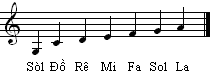 Sòl Đồ Rê Mi Fa Sol La